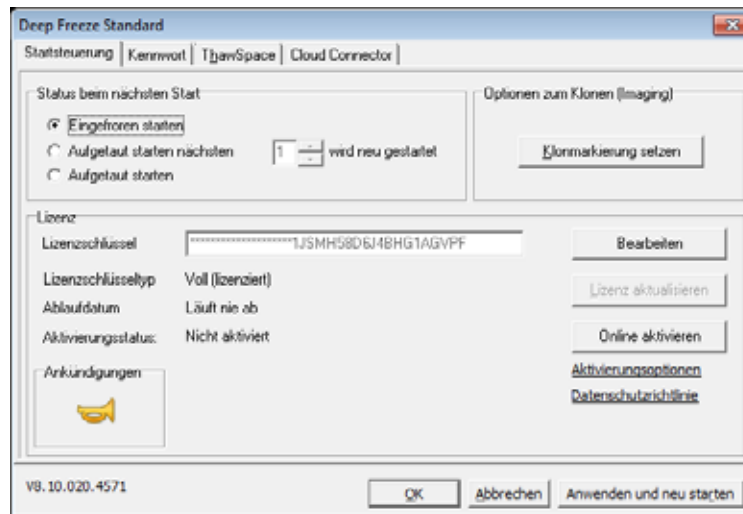 Deep Freeze Standard
Startsteuerung Kennwort ThawSpace Cloud Connector
Status beim nächsten Start
Eingefroren starten
Aufgetaut starten nächsten 1 wird neu gestartet
Aufgetaut starten
Optionen zum Klonen (Imaging)
Klonmarkierung setzen
Lizenz
Lizenzschlüssel
Bearbeiten
Lizenzschlüsseltyp Voll (lizenziert)
Lizenz aktualisieren
Ablaufdatum Läuft nie ab
Aktivierungsstatus: Nicht aktiviert
Online aktivieren
Ankündigungen
Aktivierungsoptionen
Datenschutzrichtlinie
V8.10.020.4571
OK Abbrechen Anwenden und neu starten